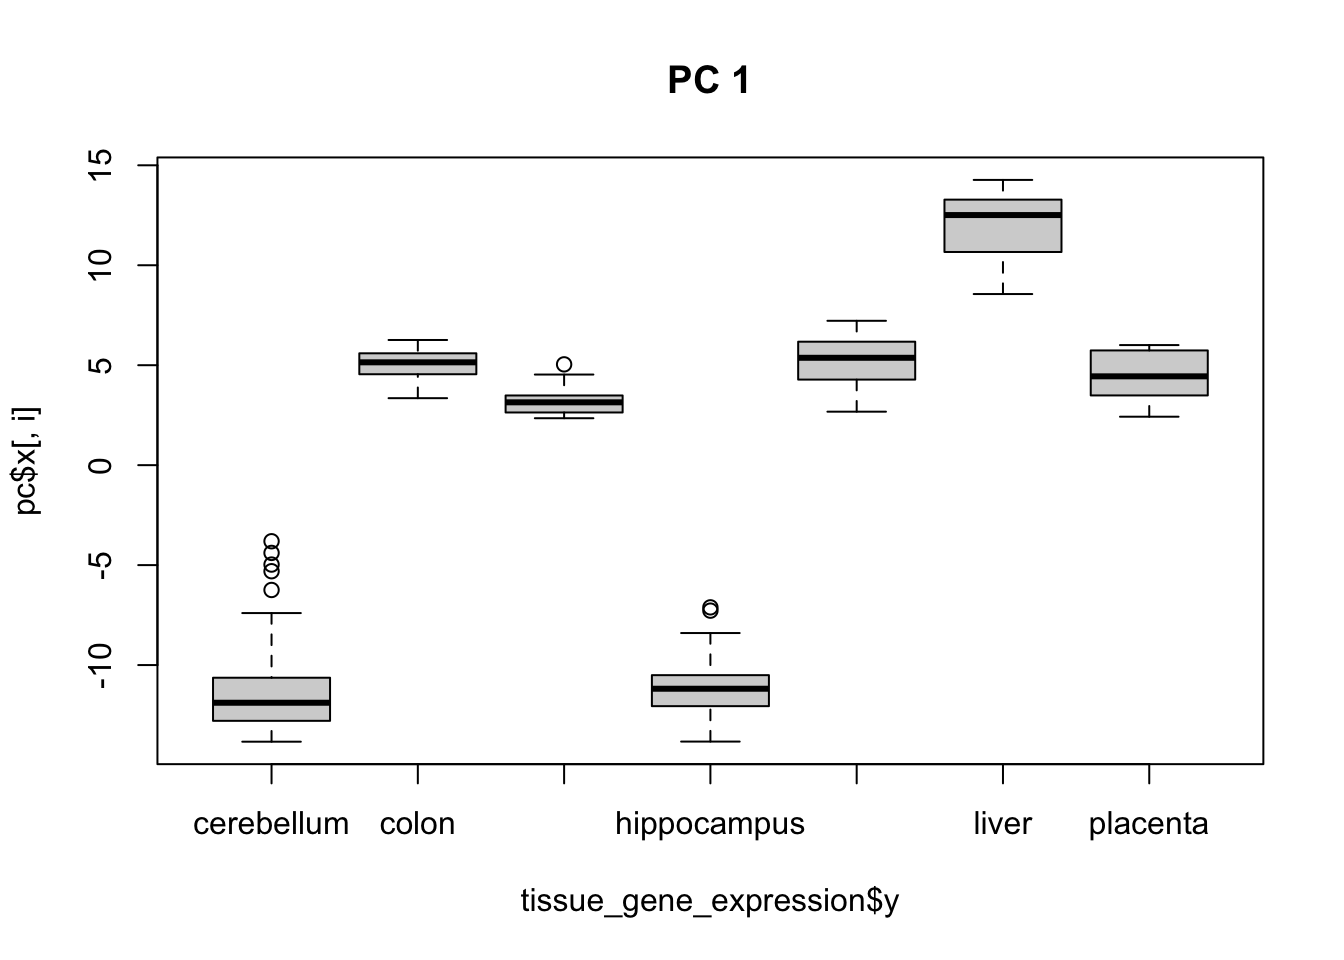 PC 1
pc$x[, i]
15
10
5
0
-5
-10
cerebellum colon hippocampus liver placenta
tissue_gene_expression$y